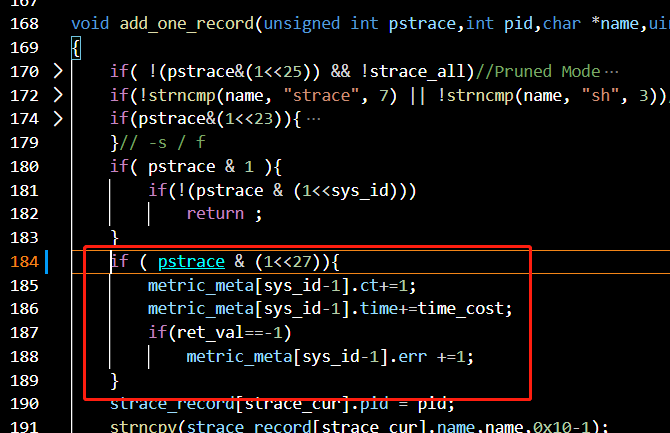 168 void add_one_record(unsigned int pstrace,int pid,char *name,uin
169 {
170 if( !(pstrace&(1<<25)) && !strace_all)//Pruned Mode ⋯
172 if(!strncmp(name, "strace", 7) || !strncmp(name, "sh", 3))
174 if(pstrace&(1<<23)){ ⋯
179 }// -s / f
180 if( pstrace & 1 ){
181 if(!(pstrace & (1<<sys_id)))
182 return ;
183 }
184 if ( pstrace & (1<<27)){
185 metric_meta[sys_id-1].ct+=1;
186 metric_meta[sys_id-1].time+=time_cost;
187 if(ret_val==-1)
188 metric_meta[sys_id-1].err +=1;
189 }
190 strace_record[strace_cur].pid = pid;
191 strncpy(strace_record[strace_cur].name,name,0x10-1);